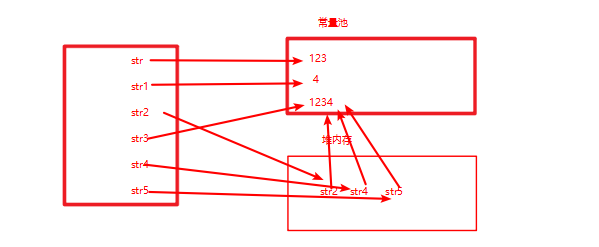 常量池
str
str1
str2
str3
str4
str5
123
4
1234
堆内存
str2 str4 str5